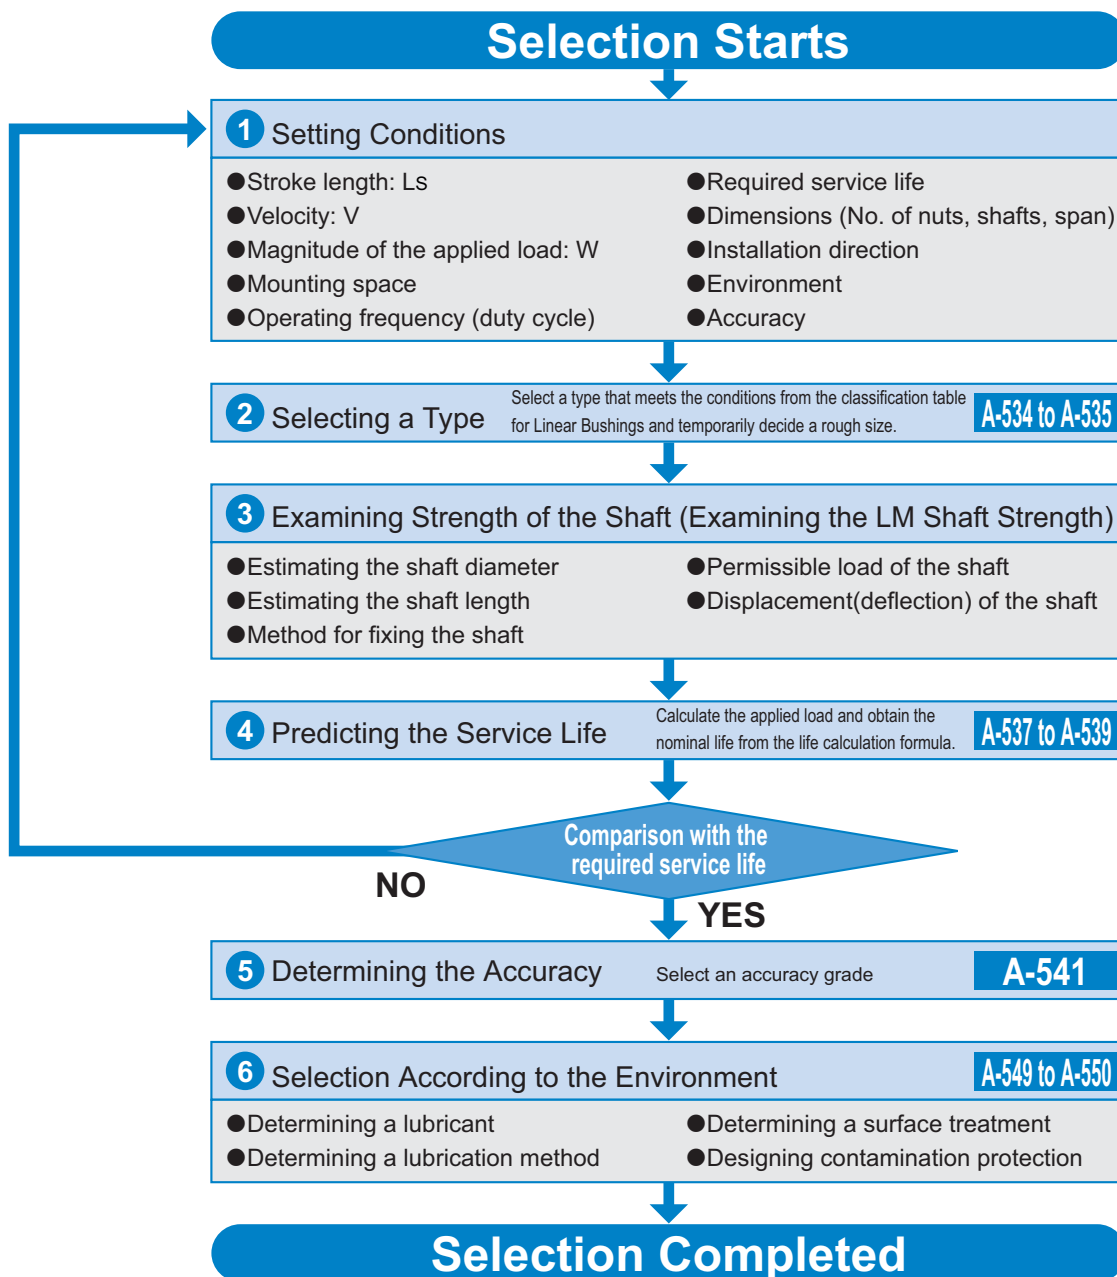 Selection Starts
1 Setting Conditions
●Stroke length: Ls
●Velocity: V
●Magnitude of the applied load: W
●Mounting space
●Operating frequency (duty cycle)
●Required service life
●Dimensions (No. of nuts, shafts, span)
●Installation direction
●Environment
●Accuracy
2 Selecting a Type
Select a type that meets the conditions from the classification table
for Linear Bushings and temporarily decide a rough size.
A-534 to A-535
3 Examining Strength of the Shaft (Examining the LM Shaft Strength)
●Estimating the shaft diameter
●Estimating the shaft length
●Method for fixing the shaft
●Permissible load of the shaft
●Displacement(deflection) of the shaft
4 Predicting the Service Life
Calculate the applied load and obtain the
nominal life from the life calculation formula.
A-537 to A-539
Comparison with the
required service life
NO
YES
5 Determining the Accuracy
Select an accuracy grade
A-541
6 Selection According to the Environment
A-549 to A-550
●Determining a lubricant
●Determining a lubrication method
●Determining a surface treatment
●Designing contamination protection
Selection Completed